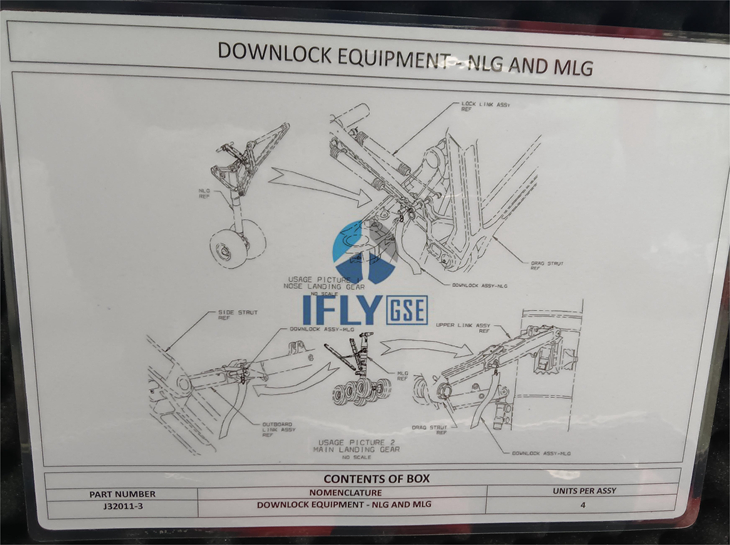 DOWNLOCK EQUIPMENT - NLG AND MLG
LOCK LINK ASSY
REF
NLG
REF
DRAG STRUT
REF
DOWNLOCK ASSY-NLG
USAGE PICTURE 1
NOSE LANDING GEAR
NO SCALE
IFLY GSE
SIDE STRUT
REF
DOWNLOCK ASSY-MLG
UPPER LINK ASSY
REF
MLG
REF
OUTBOARD
LINK ASSY
REF
DRAG STRUT
REF
DOWNLOCK ASSY-MLG
USAGE PICTURE 2
MAIN LANDING GEAR
NO SCALE
CONTENTS OF BOX
PART NUMBER NOMENCLATURE UNITS PER ASSY
J32011-3 DOWNLOCK EQUIPMENT - NLG AND MLG 4